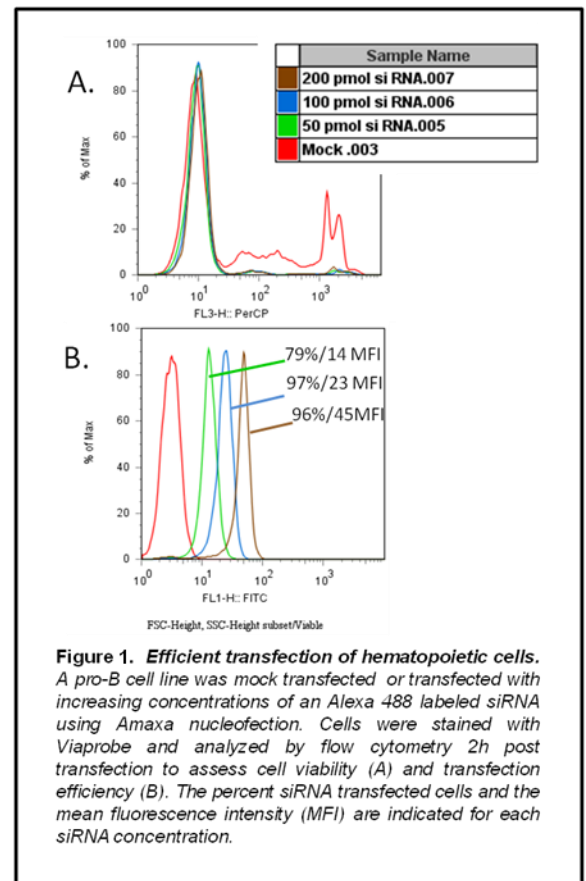 A.
Sample Name
200 pmol si RNA.007
100 pmol si RNA.006
50 pmol si RNA.005
Mock .003
100
80
60
40
20
0
% of Max
10^0 10^1 10^2 10^3
FL3-H:: PerCP
B.
100
80
60
40
20
0
% of Max
79%/14 MFI
97%/23 MFI
96%/45MFI
10^0 10^1 10^2 10^3
FL1-H:: FITC
FSC-Height, SSC-Height subset/Viable
Figure 1. Efficient transfection of hematopoietic cells.
A pro-B cell line was mock transfected or transfected with
increasing concentrations of an Alexa 488 labeled siRNA
using Amaxa nucleofection. Cells were stained with
Viaprobe and analyzed by flow cytometry 2h post
transfection to assess cell viability (A) and transfection
efficiency (B). The percent siRNA transfected cells and the
mean fluorescence intensity (MFI) are indicated for each
siRNA concentration.